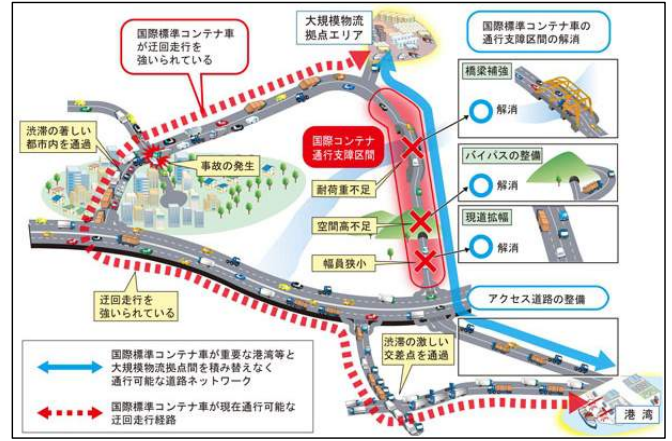 国際標準コンテナ車
が迂回走行を
強いられている
大規模物流
拠点エリア
国際標準コンテナ車の
通行支障区間の解消
橋梁補強
解消
バイパスの整備
解消
現道拡幅
解消
渋滞の著しい
都市内を通過
事故の発生
国際コンテナ
通行支障区間
耐荷重不足
空間高不足
幅員狭小
迂回走行を
強いられている
アクセス道路の整備
渋滞の激しい
交差点を通過
国際標準コンテナ車が重要な港湾等と
大規模物流拠点間を積み替えなく
通行可能な道路ネットワーク
国際標準コンテナ車が現在通行可能な
迂回走行経路
港 湾